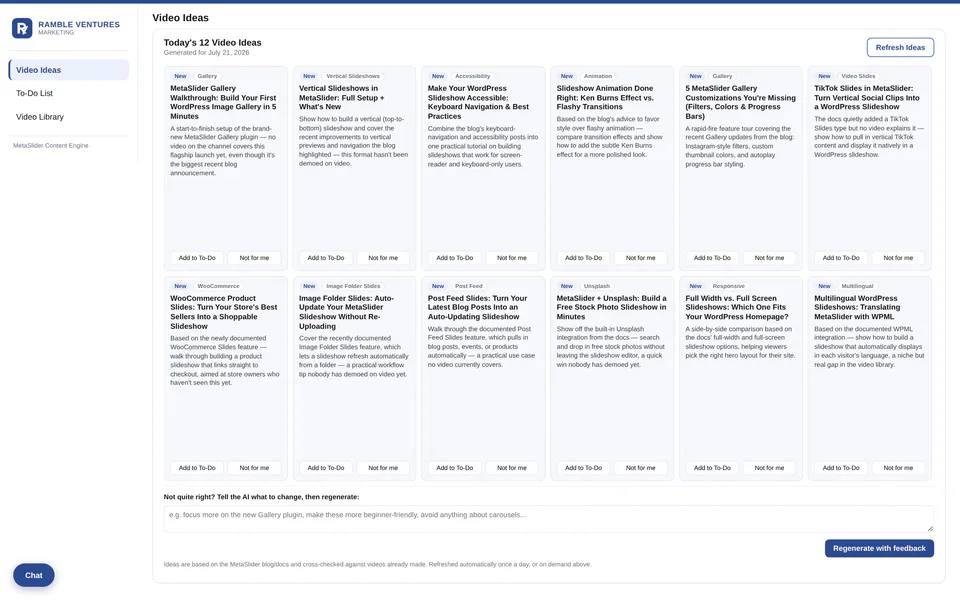 RAMBLE VENTURES
MARKETING
Video Ideas
To-Do List
Video Library
MetaSlider Content Engine
Chat
Video Ideas
Today's 12 Video Ideas
Generated for July 21, 2026
Refresh Ideas
New Gallery
MetaSlider Gallery
Walkthrough: Build Your First
WordPress Image Gallery in 5
Minutes
A start-to-finish setup of the brand-
new MetaSlider Gallery plugin — no
video on the channel covers this
flagship launch yet, even though it's
the biggest recent blog
announcement.
Add to To-Do Not for me
New Vertical Slideshows
Vertical Slideshows in
MetaSlider: Full Setup +
What's New
Show how to build a vertical (top-to-
bottom) slideshow and cover the
recent improvements to vertical
previews and navigation the blog
highlighted — this format hasn't been
demoed on video.
Add to To-Do Not for me
New Accessibility
Make Your WordPress
Slideshow Accessible:
Keyboard Navigation & Best
Practices
Combine the blog's keyboard-
navigation and accessibility posts into
one practical tutorial on building
slideshows that work for screen-
reader and keyboard-only users.
Add to To-Do Not for me
New Animation
Slideshow Animation Done
Right: Ken Burns Effect vs.
Flashy Transitions
Based on the blog's advice to favor
style over flashy animation —
compare transition effects and show
how to add the subtle Ken Burns
effect for a more polished look.
Add to To-Do Not for me
New Gallery
5 MetaSlider Gallery
Customizations You're Missing
(Filters, Colors & Progress
Bars)
A rapid-fire feature tour covering the
recent Gallery updates from the blog:
Instagram-style filters, custom
thumbnail colors, and autoplay
progress bar styling.
Add to To-Do Not for me
New Video Slides
TikTok Slides in MetaSlider:
Turn Vertical Social Clips Into
a WordPress Slideshow
The docs quietly added a TikTok
Slides type but no video explains it —
show how to pull in vertical TikTok
content and display it natively in a
WordPress slideshow.
Add to To-Do Not for me
New WooCommerce
WooCommerce Product
Slides: Turn Your Store's Best
Sellers Into a Shoppable
Slideshow
Based on the newly documented
WooCommerce Slides feature —
walk through building a product
slideshow that links straight to
checkout, aimed at store owners who
haven't seen this yet.
Add to To-Do Not for me
New Image Folder Slides
Image Folder Slides: Auto-
Update Your MetaSlider
Slideshow Without Re-
Uploading
Cover the recently documented
Image Folder Slides feature, which
lets a slideshow refresh automatically
from a folder — a practical workflow
tip nobody has demoed on video yet.
Add to To-Do Not for me
New Post Feed
Post Feed Slides: Turn Your
Latest Blog Posts Into an
Auto-Updating Slideshow
Walk through the documented Post
Feed Slides feature, which pulls in
blog posts, events, or products
automatically — a practical use case
no video currently covers.
Add to To-Do Not for me
New Unsplash
MetaSlider + Unsplash: Build a
Free Stock Photo Slideshow in
Minutes
Show off the built-in Unsplash
integration from the docs — search
and drop in free stock photos without
leaving the slideshow editor, a quick
win nobody has demoed yet.
Add to To-Do Not for me
New Responsive
Full Width vs. Full Screen
Slideshows: Which One Fits
Your WordPress Homepage?
A side-by-side comparison based on
the docs' full-width and full-screen
slideshow options, helping viewers
pick the right hero layout for their site.
Add to To-Do Not for me
New Multilingual
Multilingual WordPress
Slideshows: Translating
MetaSlider with WPML
Based on the documented WPML
integration — show how to build a
slideshow that automatically displays
in each visitor's language, a niche but
real gap in the video library.
Add to To-Do Not for me
Not quite right? Tell the AI what to change, then regenerate:
e.g. focus more on the new Gallery plugin, make these more beginner-friendly, avoid anything about carousels...
Regenerate with feedback
Ideas are based on the MetaSlider blog/docs and cross-checked against videos already made. Refreshed automatically once a day, or on demand above.